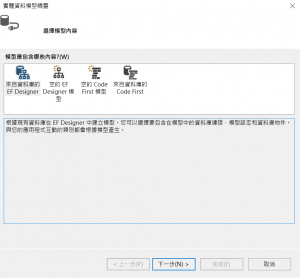 實體資料模型精靈
選擇模型內容
模型應包含哪些內容?(W)
來自資料庫的
EF Designer
空的 EF
Designer 模
型
空的 Code
First 模型
來自資料庫的
Code First
根據現有資料庫在 EF Designer 中建立模型。您可以選擇要包含在模型中的資料庫連接、模型設定和資料庫物件。
與您的應用程式互動的類別都會根據模型產生。
< 上一步(P)
下一步(N) >
完成(F)
取消